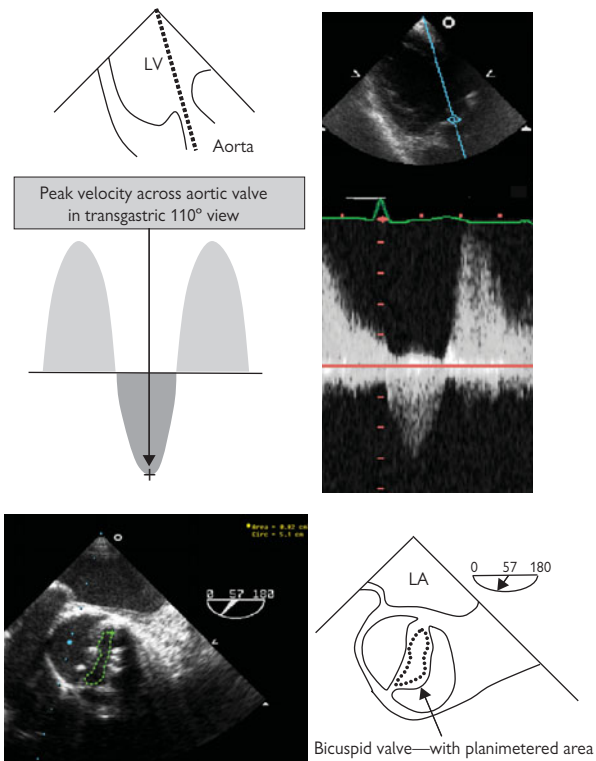 LV
Aorta
Peak velocity across aortic valve
in transgastric 110º view
Area = 0.82 cm
Circ = 5.1 cm
0 57 180
LA
0 57 180
Bicuspid valve—with planimetered area